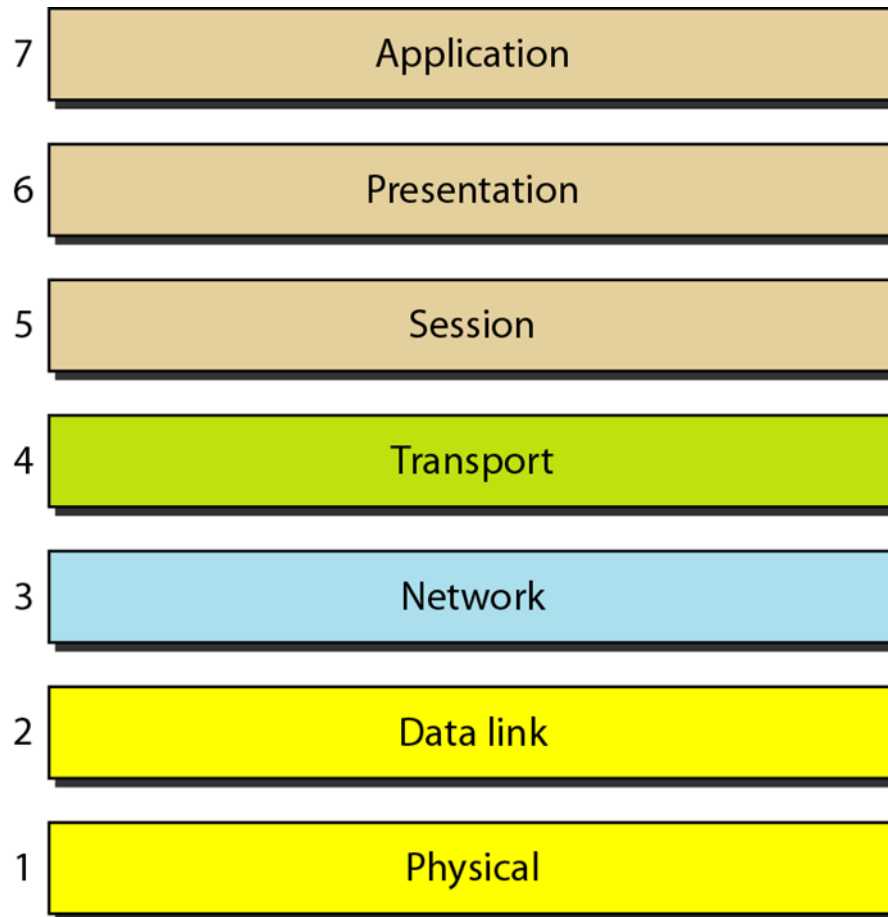 7 Application
6 Presentation
5 Session
4 Transport
3 Network
2 Data link
1 Physical